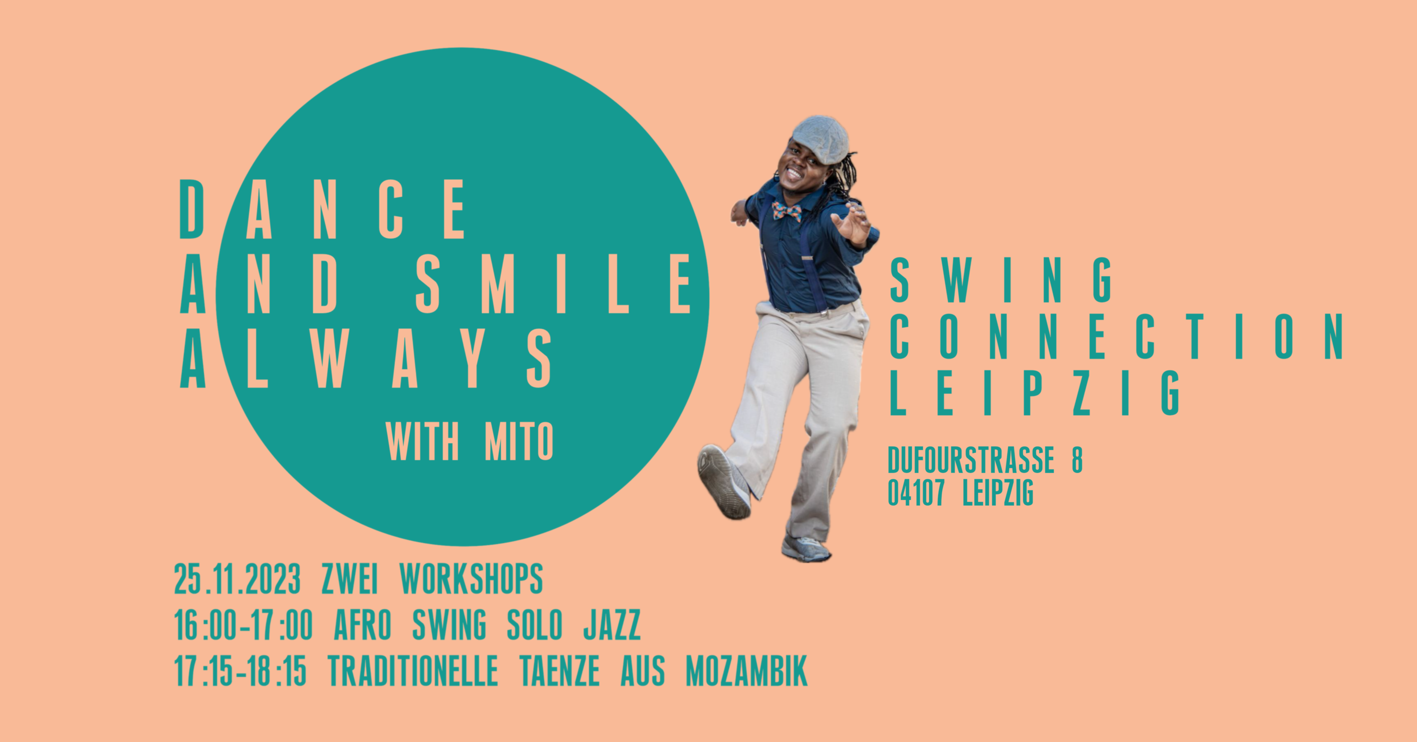 DANCE
AND SMILE
ALWAYS
WITH MITO
SWING
CONNECTION
LEIPZIG
DUFOURSTRASSE 8
04107 LEIPZIG
25.11.2023 ZWEI WORKSHOPS
16:00-17:00 AFRO SWING SOLO JAZZ
17:15-18:15 TRADITIONELLE TAENZE AUS MOZAMBIK